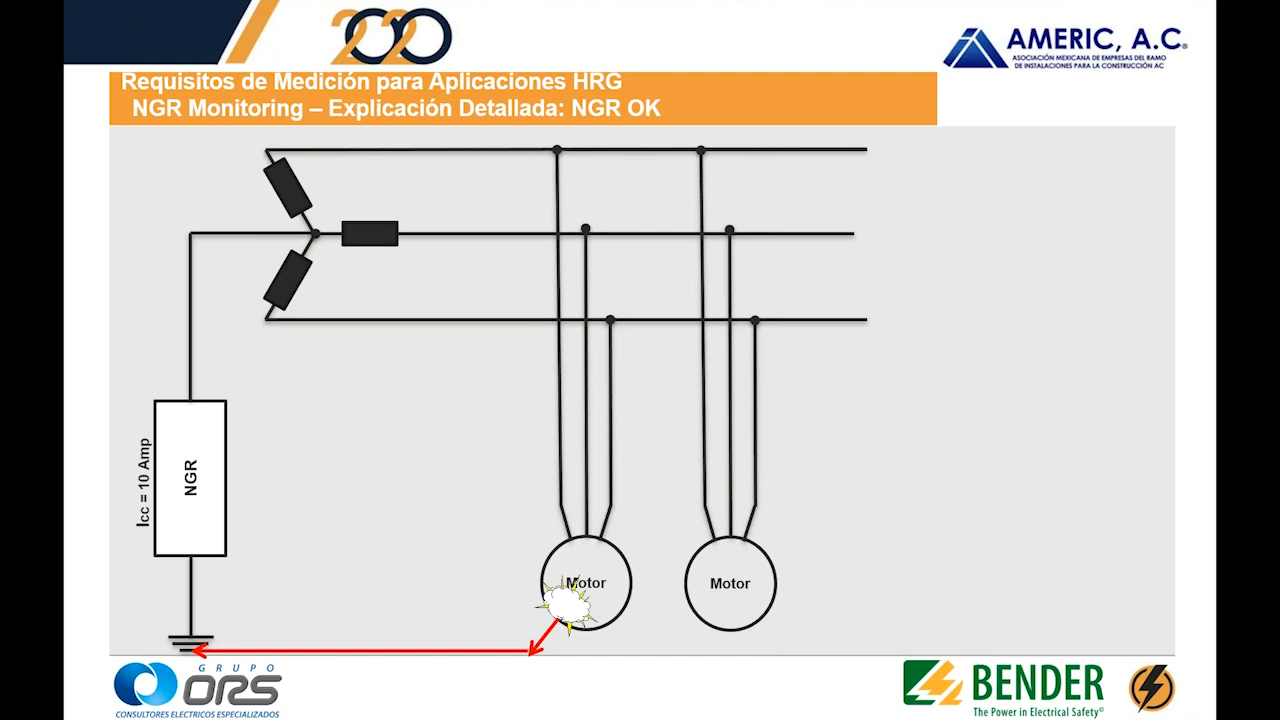 2020
AMERIC, A.C.®
ASOCIACIÓN MEXICANA DE EMPRESAS DEL RAMO
DE INSTALACIONES PARA LA CONSTRUCCIÓN AC
Requisitos de Medición para Aplicaciones HRG
NGR Monitoring – Explicación Detallada: NGR OK
Icc = 10 Amp
NGR
Motor
Motor
GRUPO
ORS
CONSULTORES ELECTRICOS ESPECIALIZADOS
BENDER
The Power in Electrical Safety©